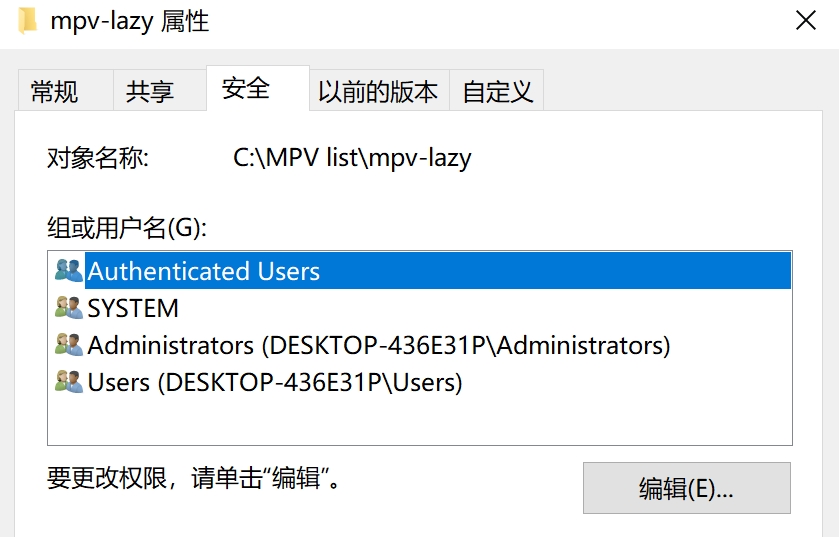 mpv-lazy 属性
常规 共享 安全 以前的版本 自定义
对象名称: C:\MPV list\mpv-lazy
组或用户名(G):
Authenticated Users
SYSTEM
Administrators (DESKTOP-436E31P\Administrators)
Users (DESKTOP-436E31P\Users)
要更改权限，请单击“编辑”。 编辑(E)...